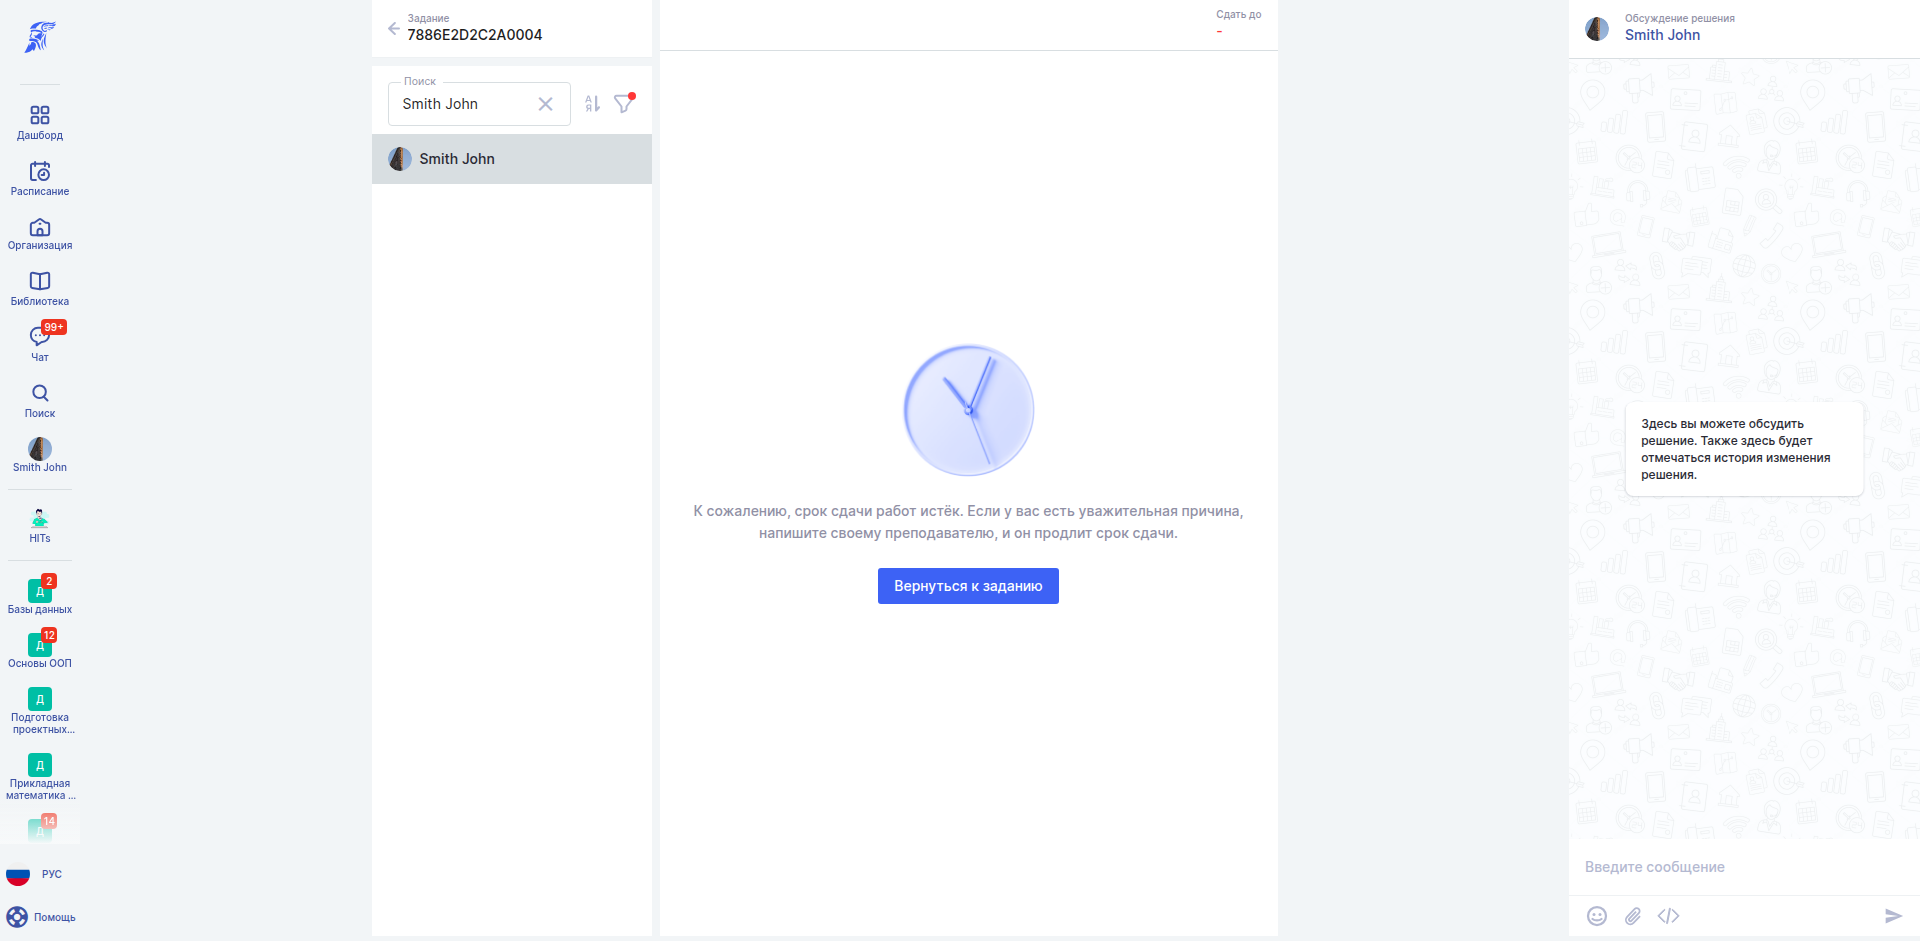 Дашборд
Расписание
Организация
Библиотека
99+
Чат
Поиск
Smith John
HITs
2
Д
Базы данных
12
Д
Основы ООП
Д
Подготовка
проектных...
Д
Прикладная
математика ...
14
Д
РУС
Помощь
Задание
7886E2D2C2A0004
Поиск
Smith John
А
Я
Smith John
Сдать до
-
К сожалению, срок сдачи работ истёк. Если у вас есть уважительная причина,
напишите своему преподавателю, и он продлит срок сдачи.
Вернуться к заданию
Обсуждение решения
Smith John
Здесь вы можете обсудить
решение. Также здесь будет
отмечаться история изменения
решения.
Введите сообщение